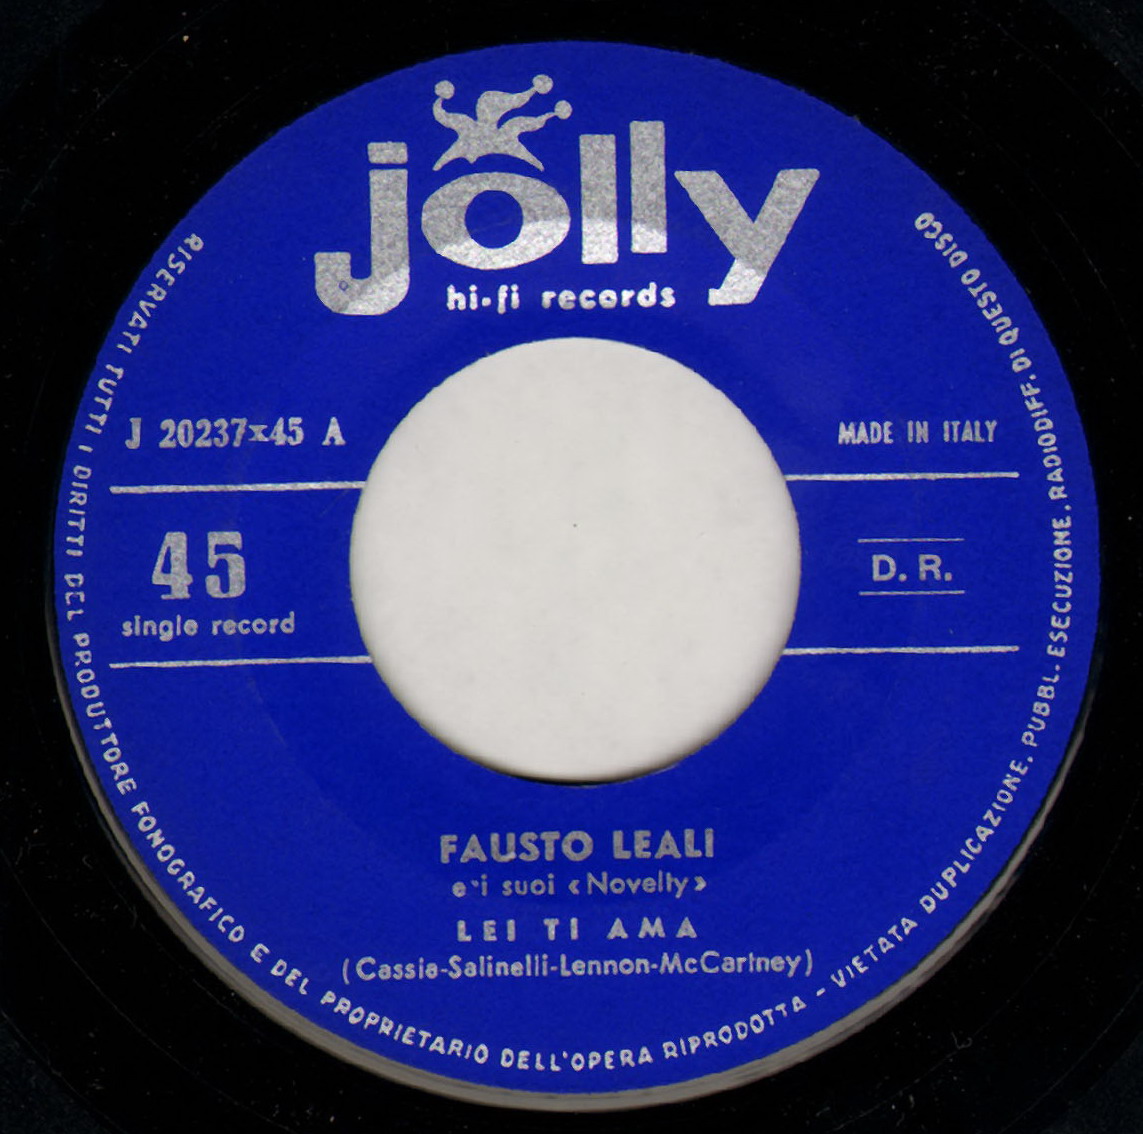 jolly
hi-fi records
J 20237x45 A
MADE IN ITALY
45
single record
D. R.
FAUSTO LEALI
e i suoi «Novelty»
LEI TI AMA
(Cassia-Salinelli-Lennon-McCartney)
RISERVATI TUTTI I DIRITTI DEL PRODUTTORE FONOGRAFICO E DEL PROPRIETARIO DELL'OPERA RIPRODOTTA - VIETATA DUPLICAZIONE, PUBBL. ESECUZIONE, RADIODIFF. DI QUESTO DISCO